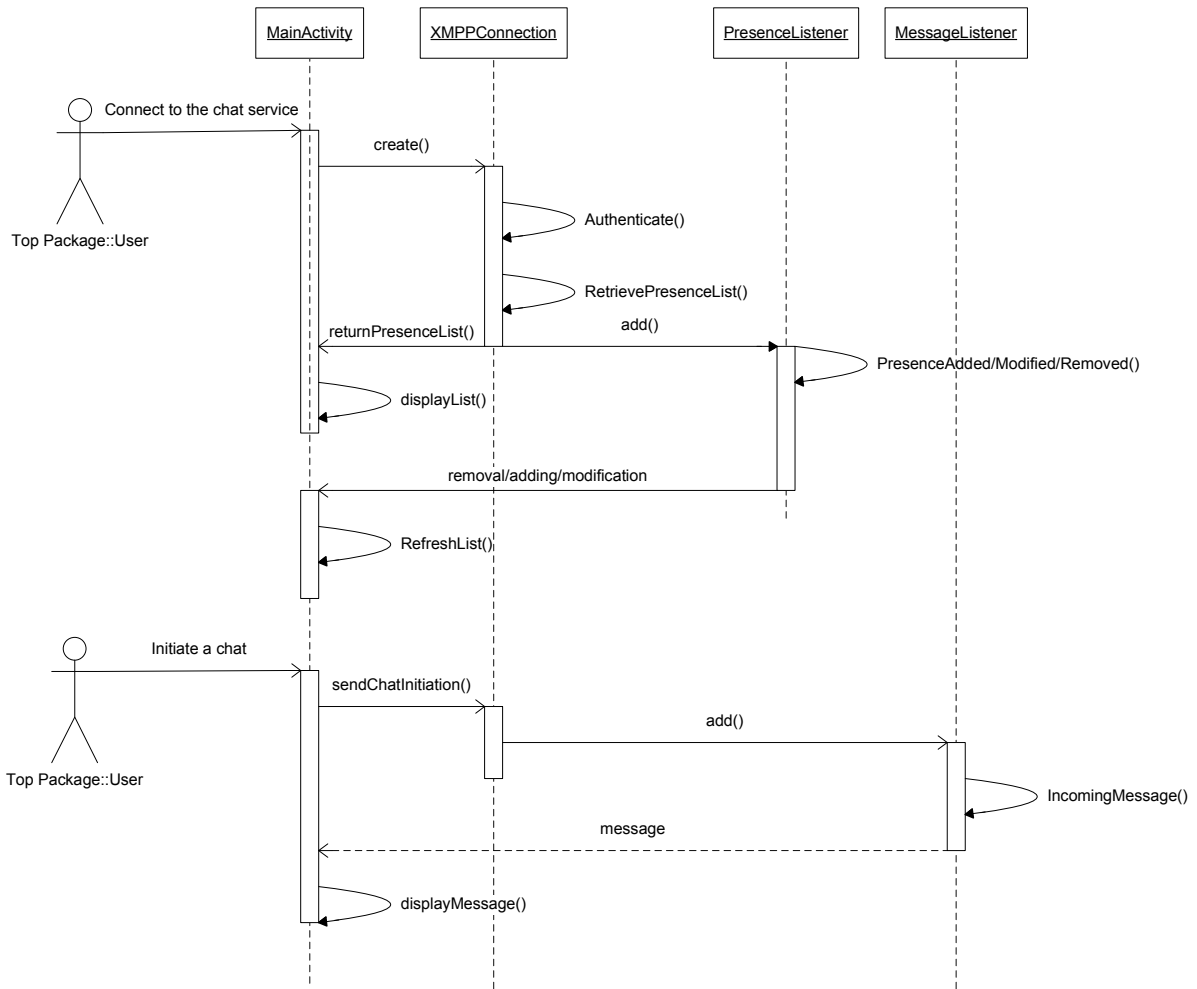 MainActivity
XMPPConnection
PresenceListener
MessageListener
Connect to the chat service
create()
Authenticate()
Top Package::User
RetrievePresenceList()
returnPresenceList()
add()
PresenceAdded/Modified/Removed()
displayList()
removal/adding/modification
RefreshList()
Initiate a chat
sendChatInitiation()
add()
Top Package::User
IncomingMessage()
message
displayMessage()